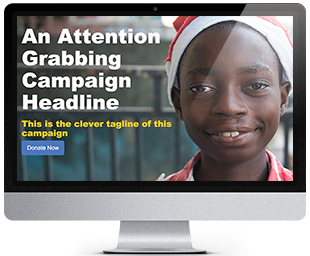 An Attention
Grabbing
Campaign
Headline
This is the clever tagline of this
campaign
Donate Now